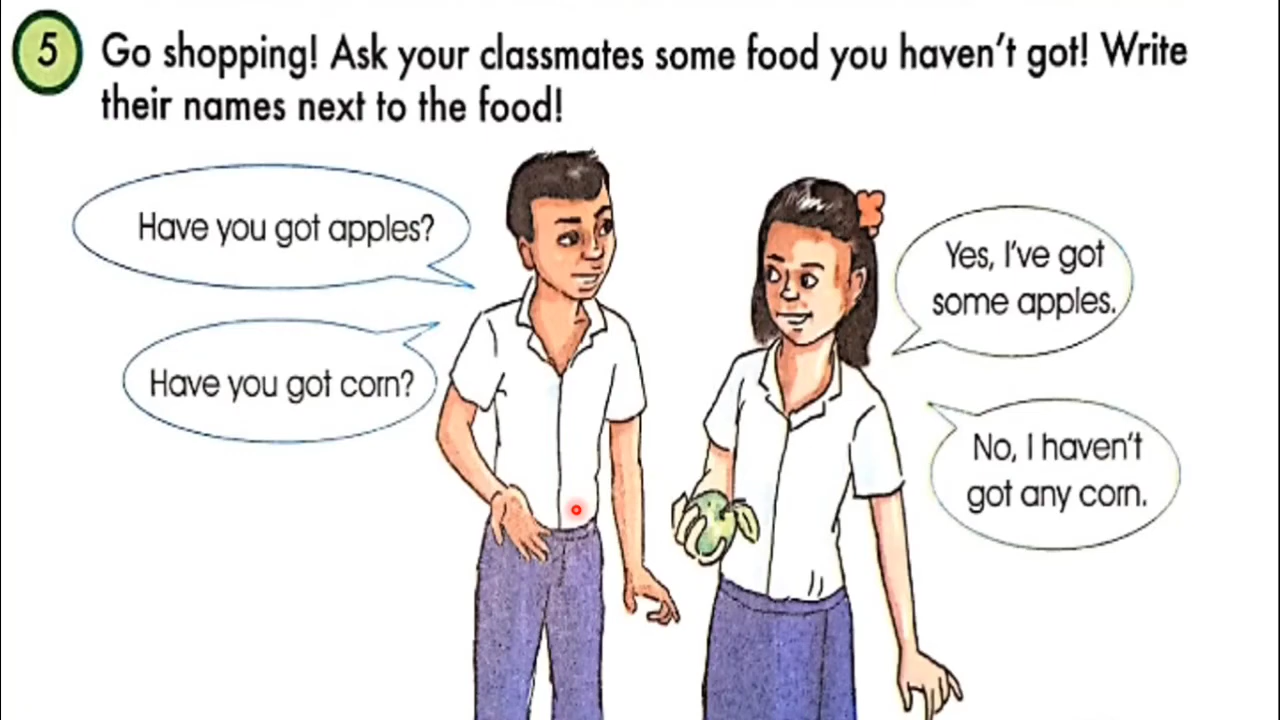 5
Go shopping! Ask your classmates some food you haven't got! Write
their names next to the food!
Have you got apples?
Have you got corn?
Yes, I've got
some apples.
No, I haven't
got any corn.